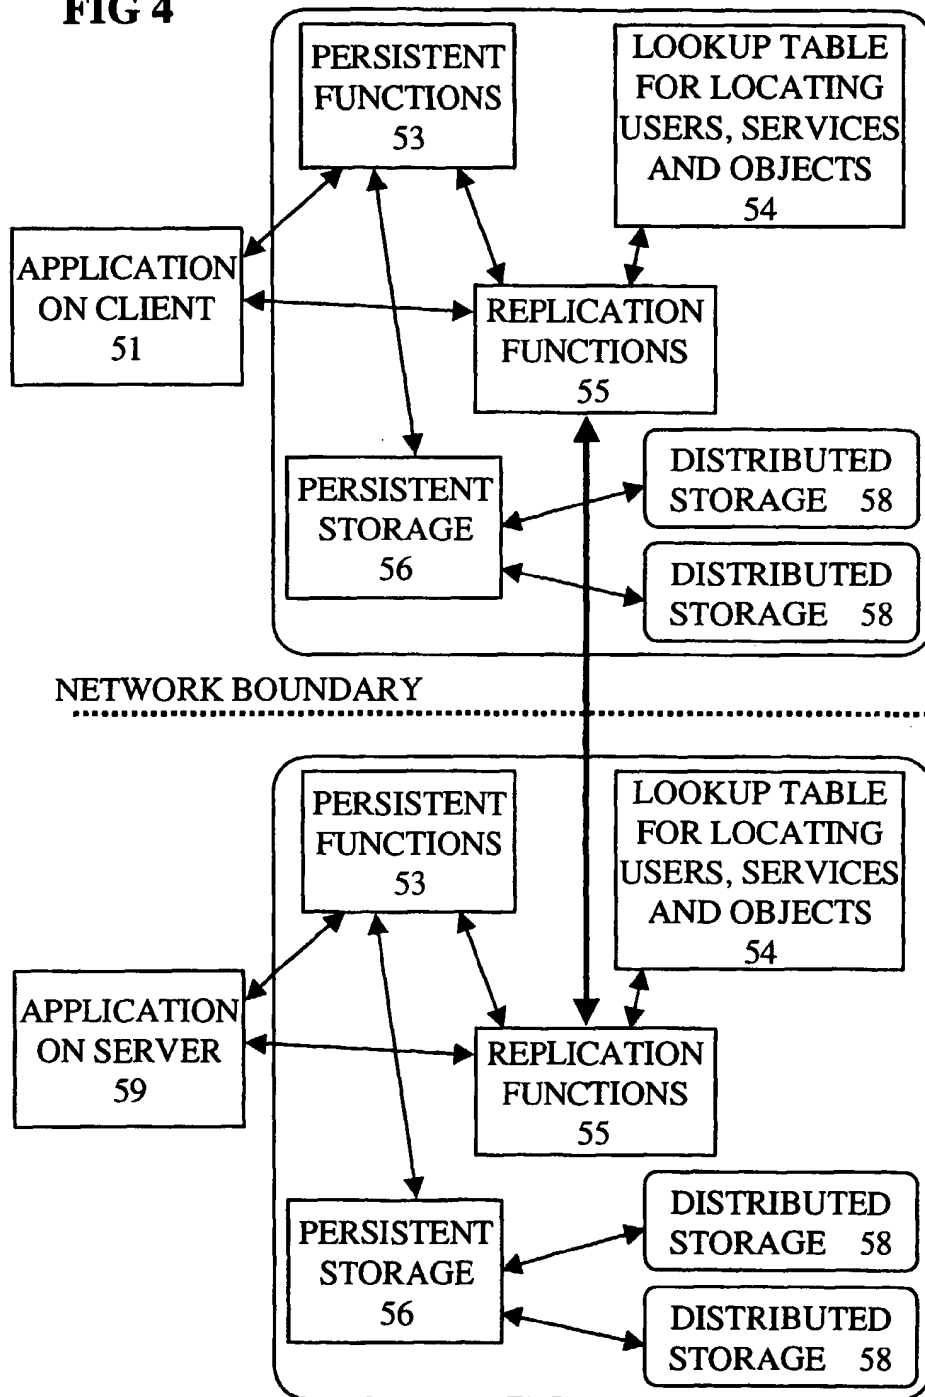 FIG 4
PERSISTENT
FUNCTIONS
53
LOOKUP TABLE
FOR LOCATING
USERS, SERVICES
AND OBJECTS
54
APPLICATION
ON CLIENT
51
REPLICATION
FUNCTIONS
55
PERSISTENT
STORAGE
56
DISTRIBUTED
STORAGE 58
DISTRIBUTED
STORAGE 58
NETWORK BOUNDARY
PERSISTENT
FUNCTIONS
53
LOOKUP TABLE
FOR LOCATING
USERS, SERVICES
AND OBJECTS
54
APPLICATION
ON SERVER
59
REPLICATION
FUNCTIONS
55
PERSISTENT
STORAGE
56
DISTRIBUTED
STORAGE 58
DISTRIBUTED
STORAGE 58